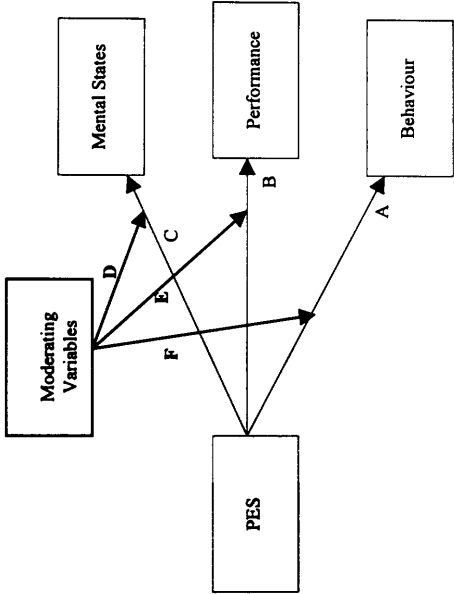 Moderating
Variables
Mental States
D
C
E
Performance
B
F
PES
A
Behaviour